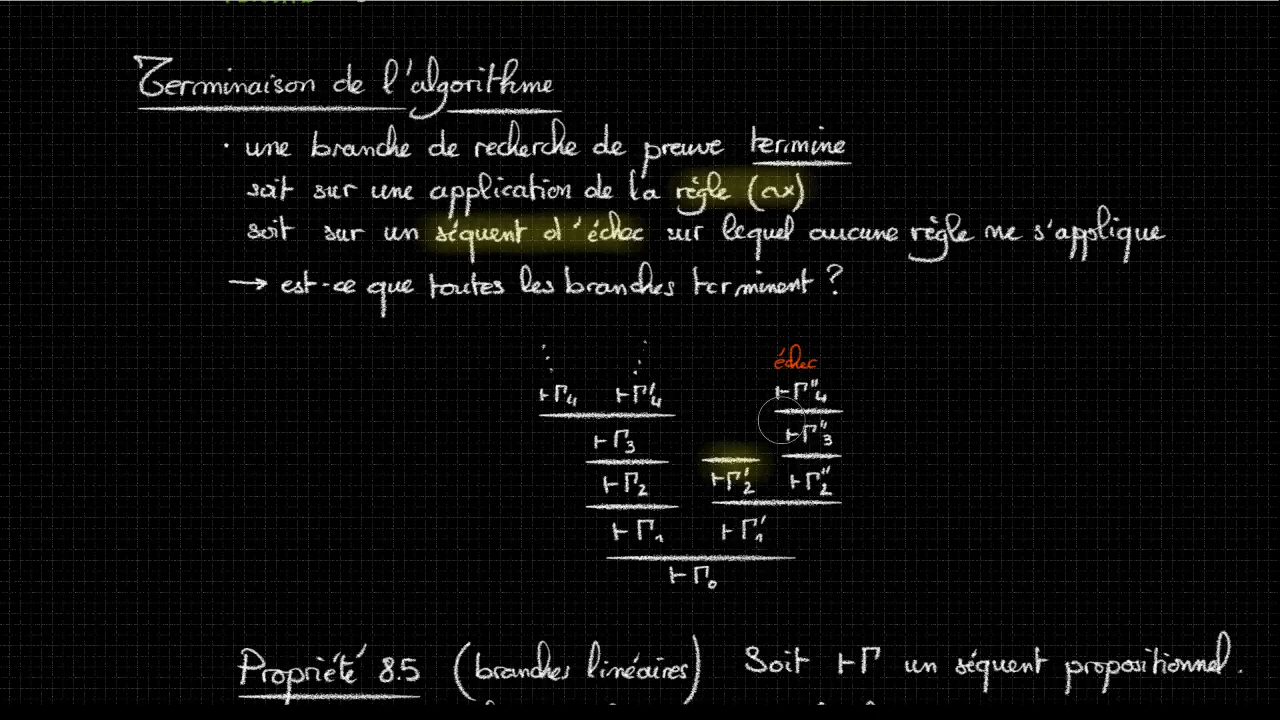 Terminaison de l'algorithme
• une branche de recherche de preuve termine
soit sur une application de la règle (ax)
soit sur un séquent d'échec sur lequel aucune règle ne s'applique
→ est-ce que toutes les branches terminent ?
échec
⊢Γ₄ ⊢Γ'₄ ⊢Γ''₄
⊢Γ₃ ⊢Γ''₃
⊢Γ₂ ⊢Γ'₂ ⊢Γ''₂
⊢Γ₁ ⊢Γ'₁
⊢Γ₀
Propriété 8.5 (branches linéaires) Soit ⊢Γ un séquent propositionnel.